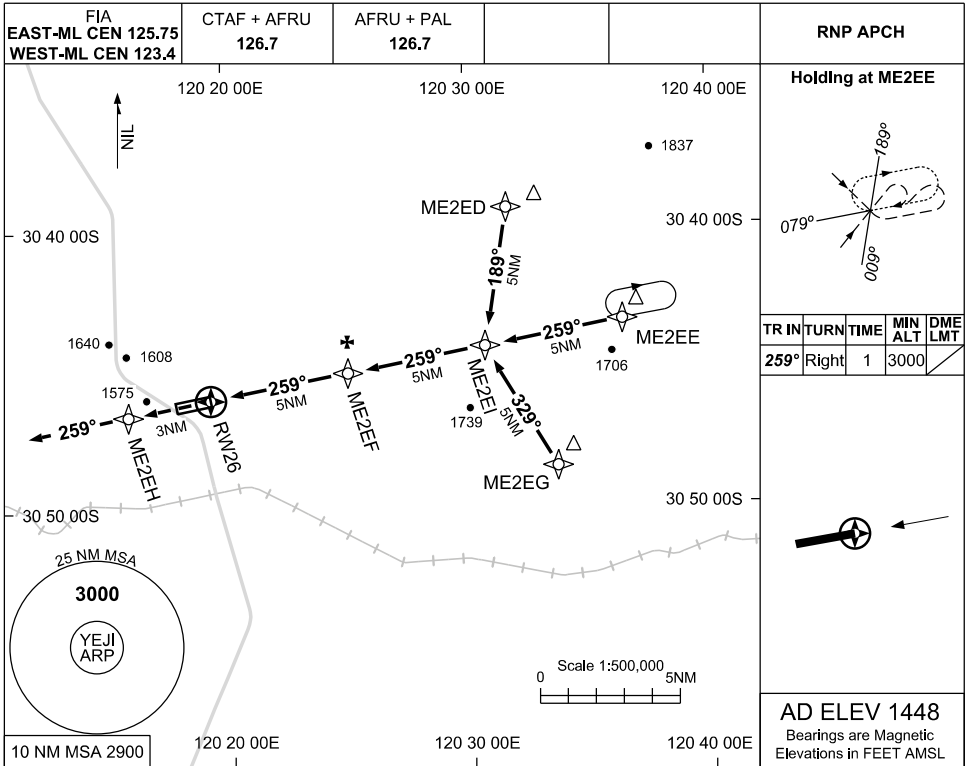 FIA
EAST-ML CEN 125.75
WEST-ML CEN 123.4
CTAF + AFRU
126.7
AFRU + PAL
126.7
RNP APCH
120 20 00E
120 30 00E
120 40 00E
NIL
1837
ME2ED
30 40 00S
30 40 00S
189°
5NM
259°
5NM
ME2EE
1706
1640
1608
259°
5NM
ME2EI
1575
259°
5NM
ME2EF
1739
329°
5NM
ME2EG
259°
3NM
ME2EH
RW26
30 50 00S
30 50 00S
25 NM MSA
3000
YEJI
ARP
10 NM MSA 2900
Scale 1:500,000
0
5NM
120 20 00E
120 30 00E
120 40 00E
Holding at ME2EE
189°
079°
009°
TR IN TURN TIME MIN ALT DME LMT
259° Right 1 3000
AD ELEV 1448
Bearings are Magnetic
Elevations in FEET AMSL